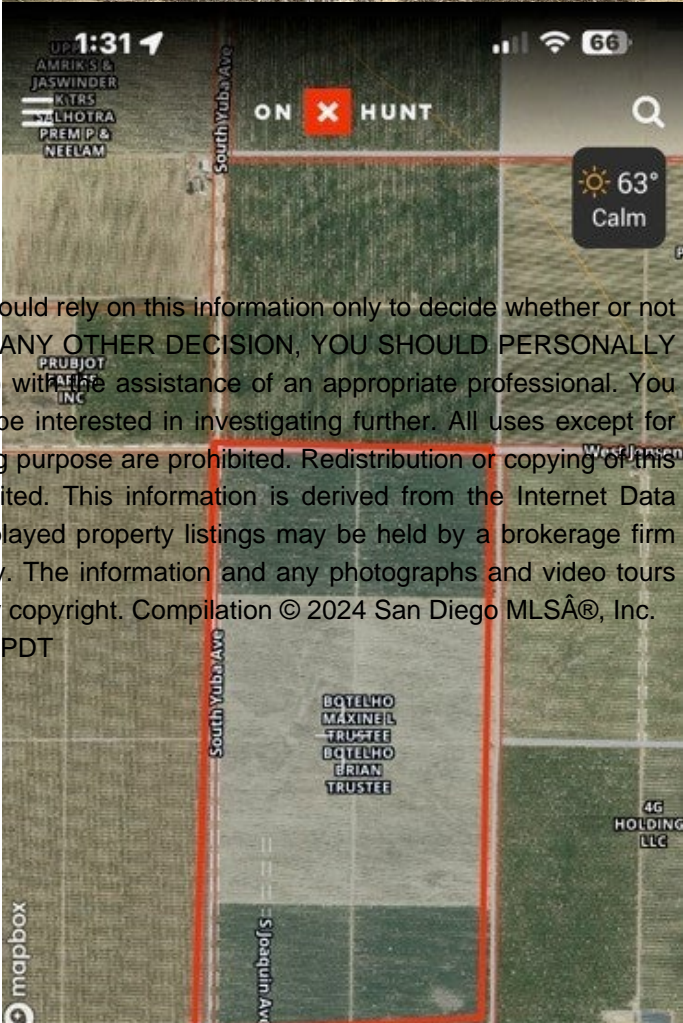 1:31
66
AMRIK S &
JASWINDER
K TRS
PREM P &
NEELAM
South Yuba Ave
ON X HUNT
63°
Calm
ould rely on this information only to decide whether or not
ANY OTHER DECISION, YOU SHOULD PERSONALLY
PRUBJOT
INC
with the assistance of an appropriate professional. You
be interested in investigating further. All uses except for
g purpose are prohibited. Redistribution or copying of this
West Jensen
ited. This information is derived from the Internet Data
played property listings may be held by a brokerage firm
y. The information and any photographs and video tours
copyright. Compilation © 2024 San Diego MLSÂ®, Inc.
PDT
South Yuba Ave
BOTELHO
MAXINE L
TRUSTEE
BOTELHO
BRIAN
TRUSTEE
4G
HOLDING
LLC
S Joaquin Ave
mapbox